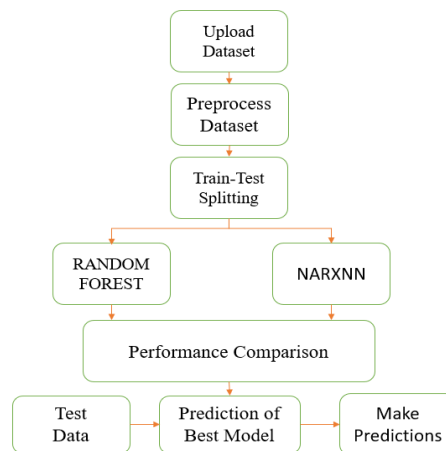 Upload
Dataset
Preprocess
Dataset
Train-Test
Splitting
RANDOM
FOREST
NARXNN
Performance Comparison
Test
Data
Prediction of
Best Model
Make
Predictions